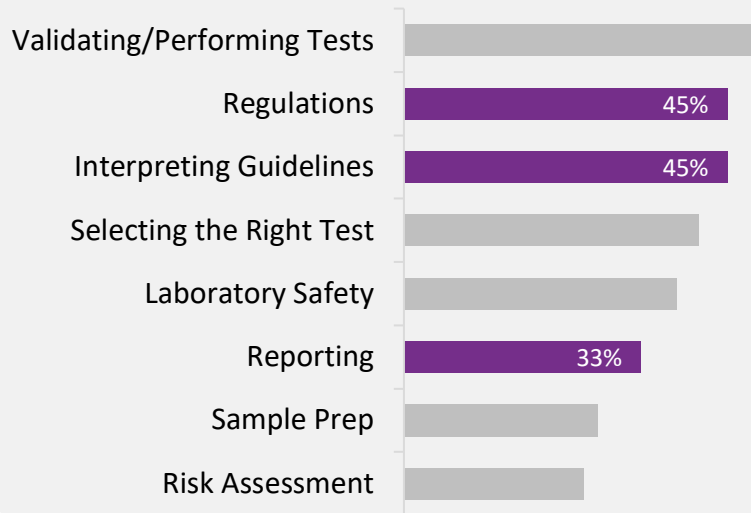 Validating/Performing Tests
Regulations 45%
Interpreting Guidelines 45%
Selecting the Right Test
Laboratory Safety
Reporting 33%
Sample Prep
Risk Assessment